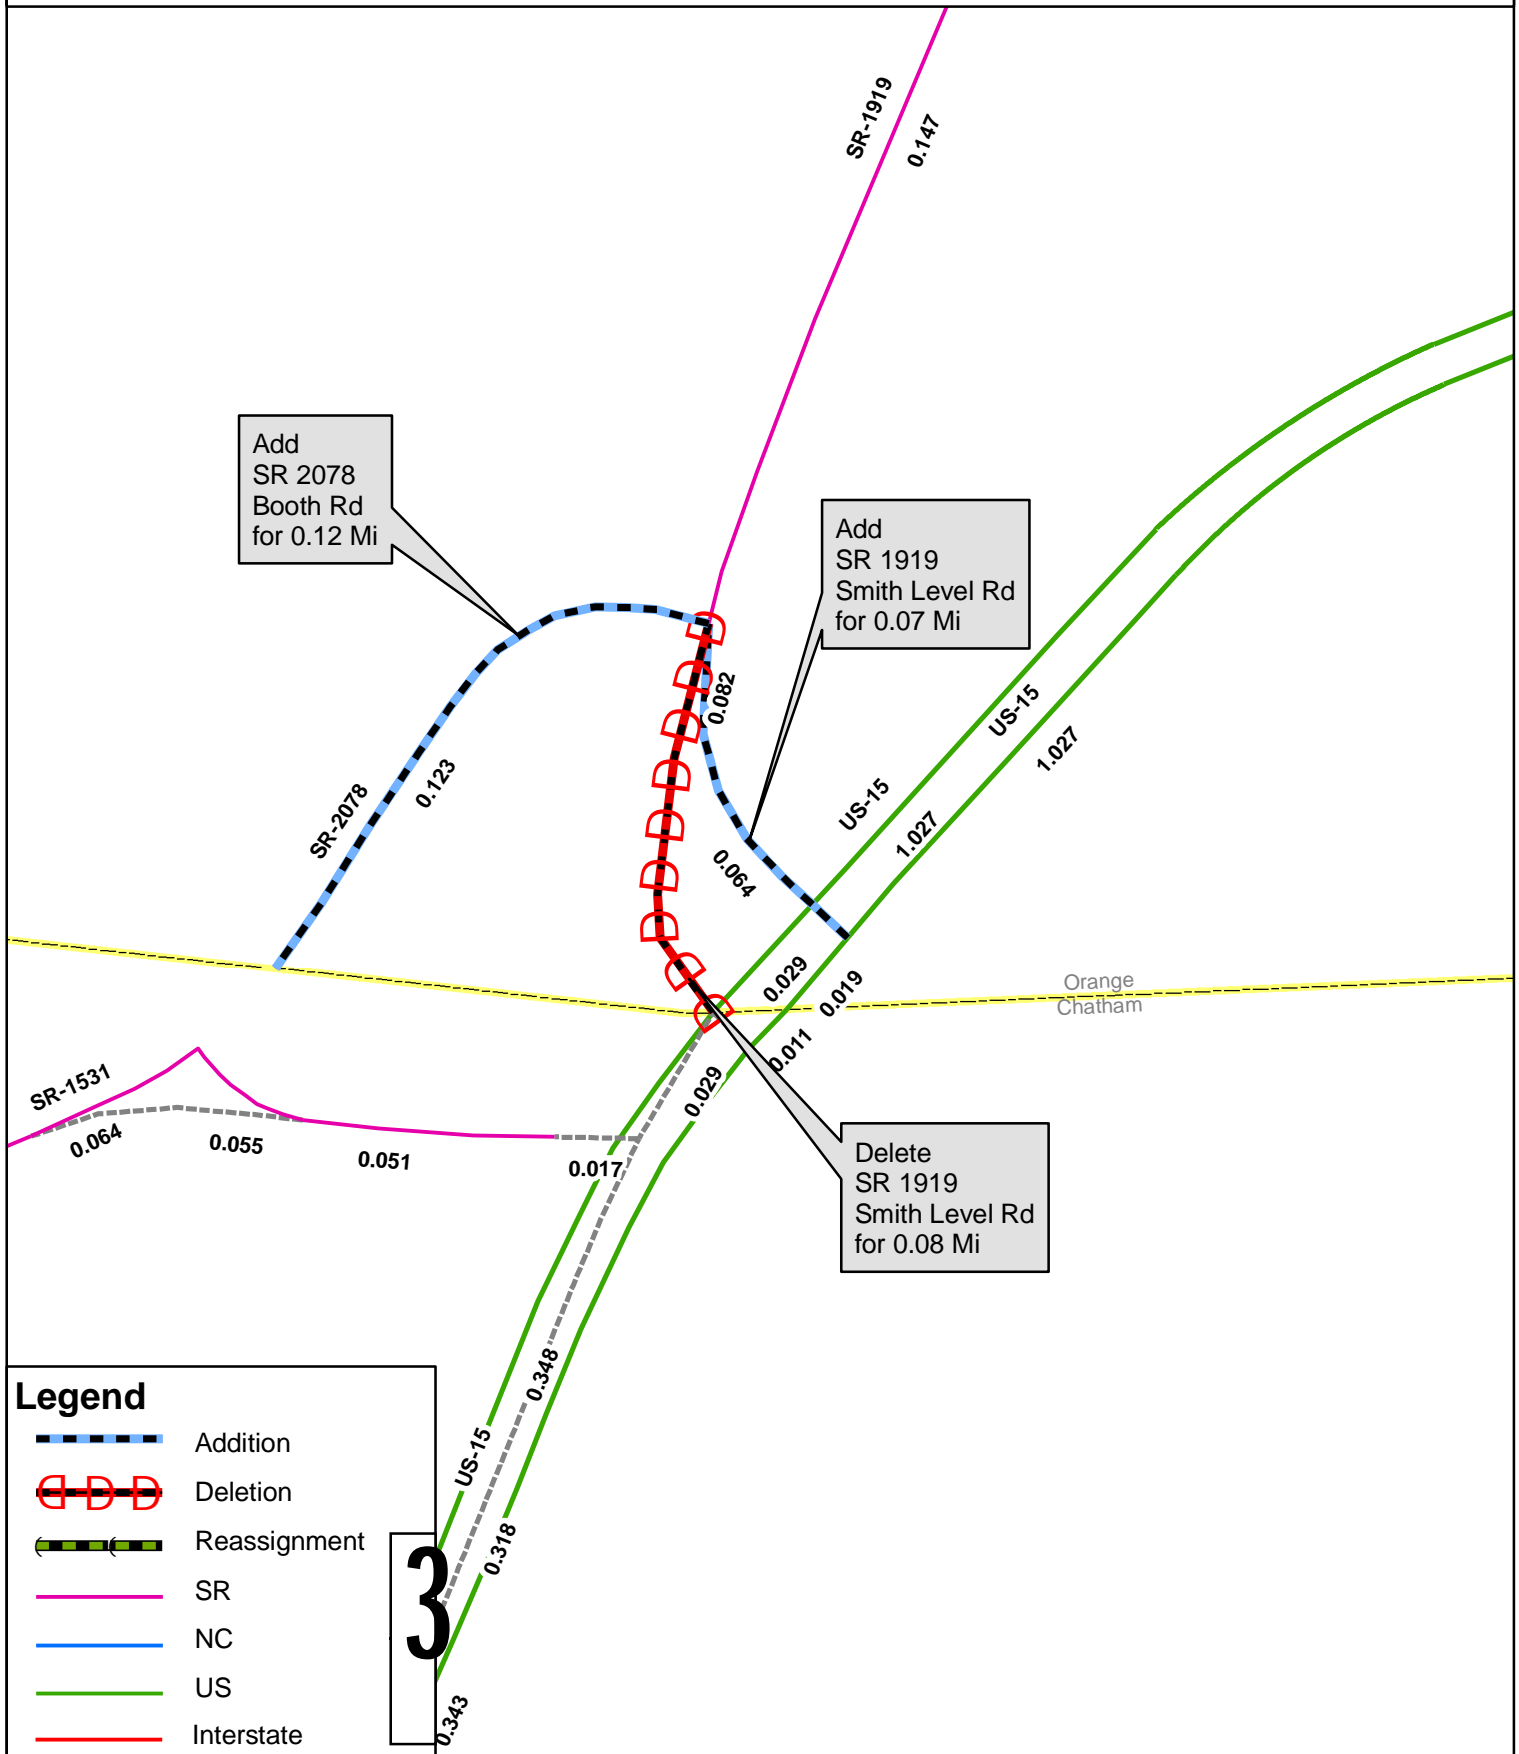 SR-1919
0.147
Add
SR 2078
Booth Rd
for 0.12 Mi
Add
SR 1919
Smith Level Rd
for 0.07 Mi
0.082
US-15
1.027
US-15
1.027
SR-2078
0.123
0.064
0.029
0.019
Orange
Chatham
0.011
0.029
SR-1531
0.064
0.055
0.051
0.017
Delete
SR 1919
Smith Level Rd
for 0.08 Mi
0.348
US-15
0.318
0.343
3
Legend
Addition
Deletion
Reassignment
SR
NC
US
Interstate